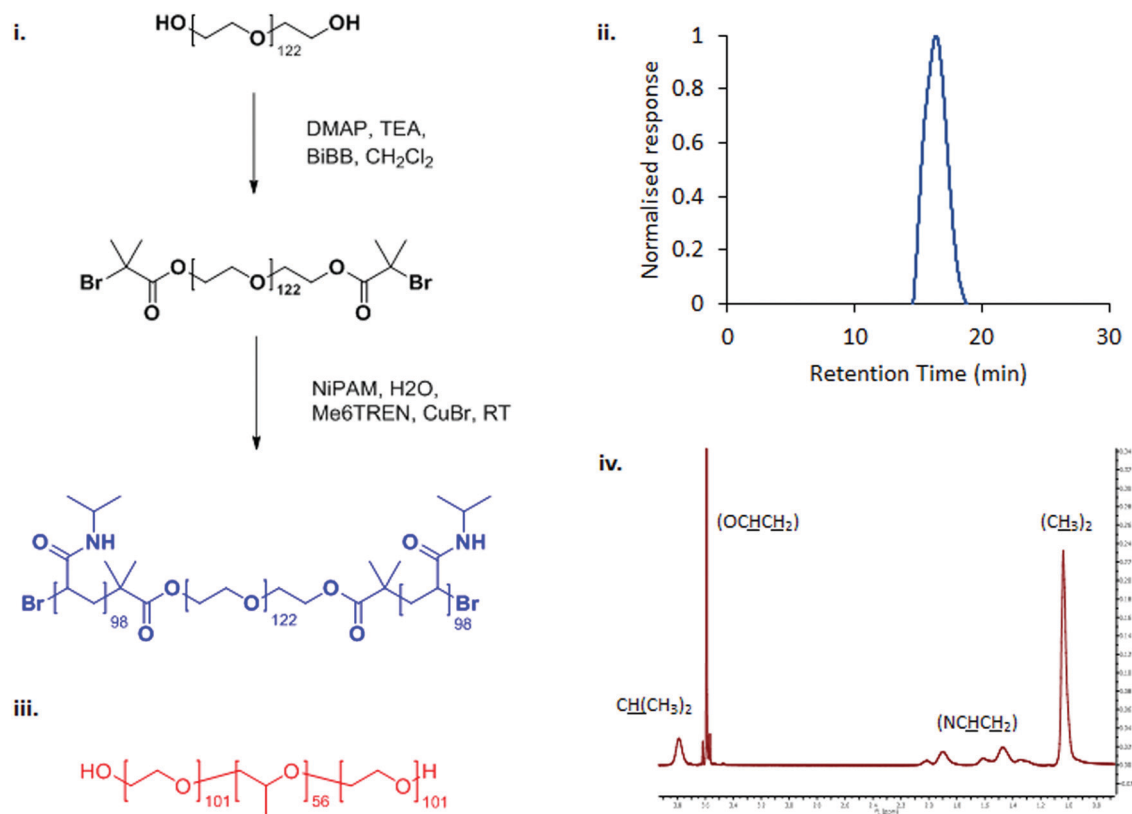 i.
HO
O
122
OH
DMAP, TEA,
BiBB, CH2Cl2
Br
O
O
O
122
O
O
Br
NiPAM, H2O,
Me6TREN, CuBr, RT
O
NH
Br
98
O
O
O
122
O
O
O
NH
Br
98
ii.
Normalised response
1
0.8
0.6
0.4
0.2
0
0
10
20
30
Retention Time (min)
iii.
HO
O
101
O
56
O
H
101
iv.
(OCHCH2)
(CH3)2
CH(CH3)2
(NCHCH2)